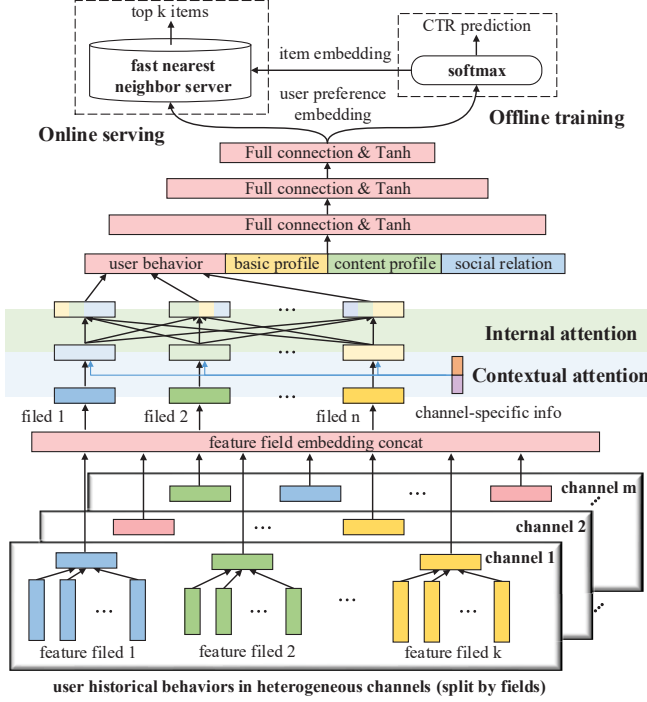 top k items
CTR prediction
fast nearest
neighbor server
item embedding
softmax
user preference
embedding
Online serving
Offline training
Full connection & Tanh
Full connection & Tanh
Full connection & Tanh
user behavior
basic profile
content profile
social relation
...
Internal attention
...
Contextual attention
...
filed 1
filed 2
filed n
channel-specific info
feature field embedding concat
...
channel m
...
channel 2
...
channel 1
...
...
...
...
...
feature filed 1
feature filed 2
feature filed k
user historical behaviors in heterogeneous channels (split by fields)